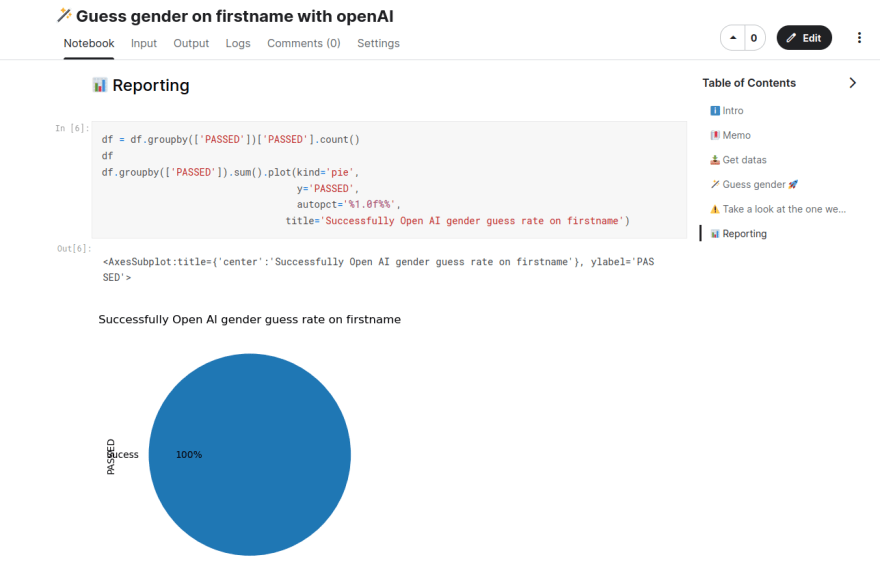 Guess gender on firstname with openAI
Notebook Input Output Logs Comments (0) Settings
0
Edit
Reporting
In [6]:
df = df.groupby(['PASSED'])['PASSED'].count()
df
df.groupby(['PASSED']).sum().plot(kind='pie',
y='PASSED',
autopct='%1.0f%%',
title='Successfully Open AI gender guess rate on firstname')
Out[6]:
<AxesSubplot:title={'center':'Successfully Open AI gender guess rate on firstname'}, ylabel='PAS
SED'>
Successfully Open AI gender guess rate on firstname
PASSED
100%
Table of Contents
Intro
Memo
Get datas
Guess gender
Take a look at the one we...
Reporting